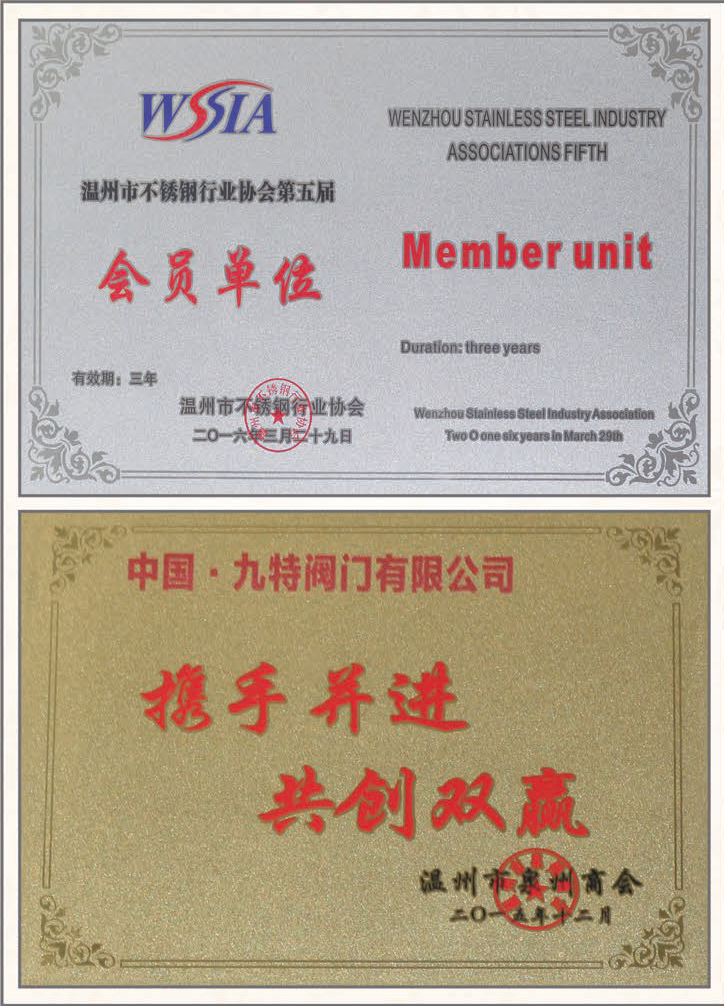 WSSIA
温州市不锈钢行业协会第五届
会员单位
有效期：三年
温州市不锈钢行业协会
二〇一六年三月二十九日
WENZHOU STAINLESS STEEL INDUSTRY
ASSOCIATIONS FIFTH
Member unit
Duration: three years
Wenzhou Stainless Steel Industry Association
Two O one six years in March 29th
中国·九特阀门有限公司
携手并进
共创双赢
温州市泉州商会
二〇一五年十二月